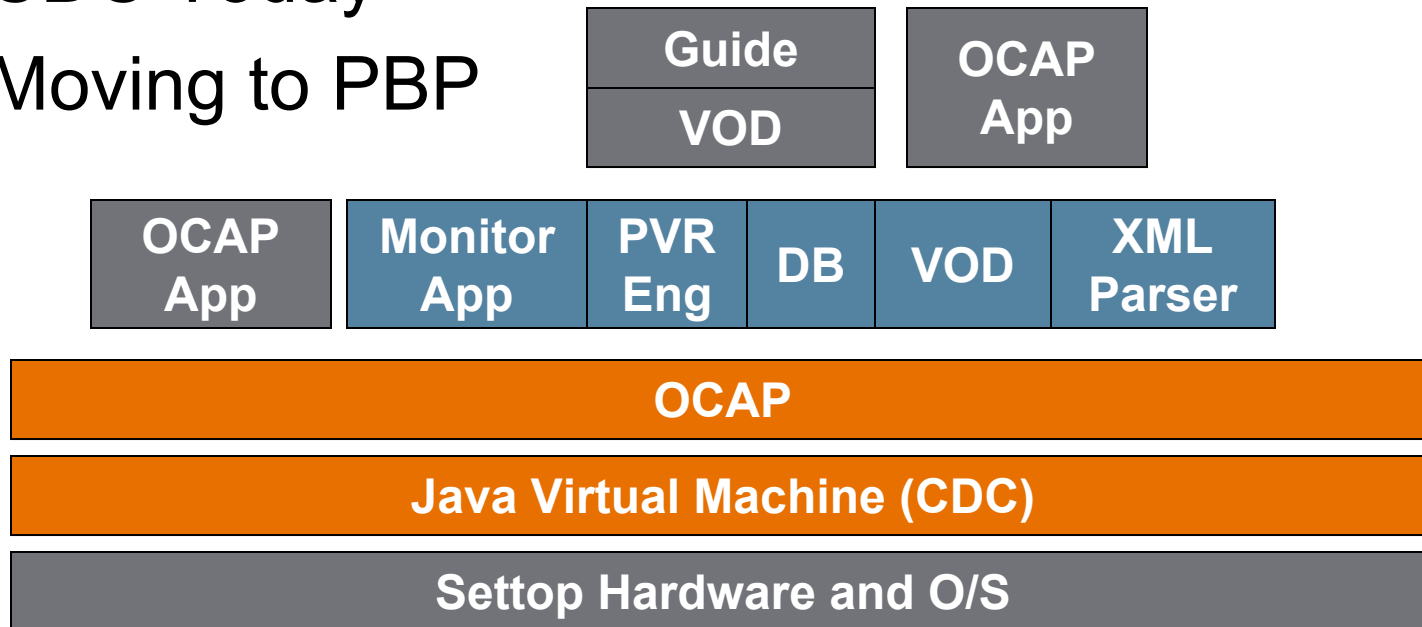 Moving to PBP
Guide
VOD
OCAP
App
OCAP
App
Monitor
App
PVR
Eng
DB
VOD
XML
Parser
OCAP
Java Virtual Machine (CDC)
Settop Hardware and O/S